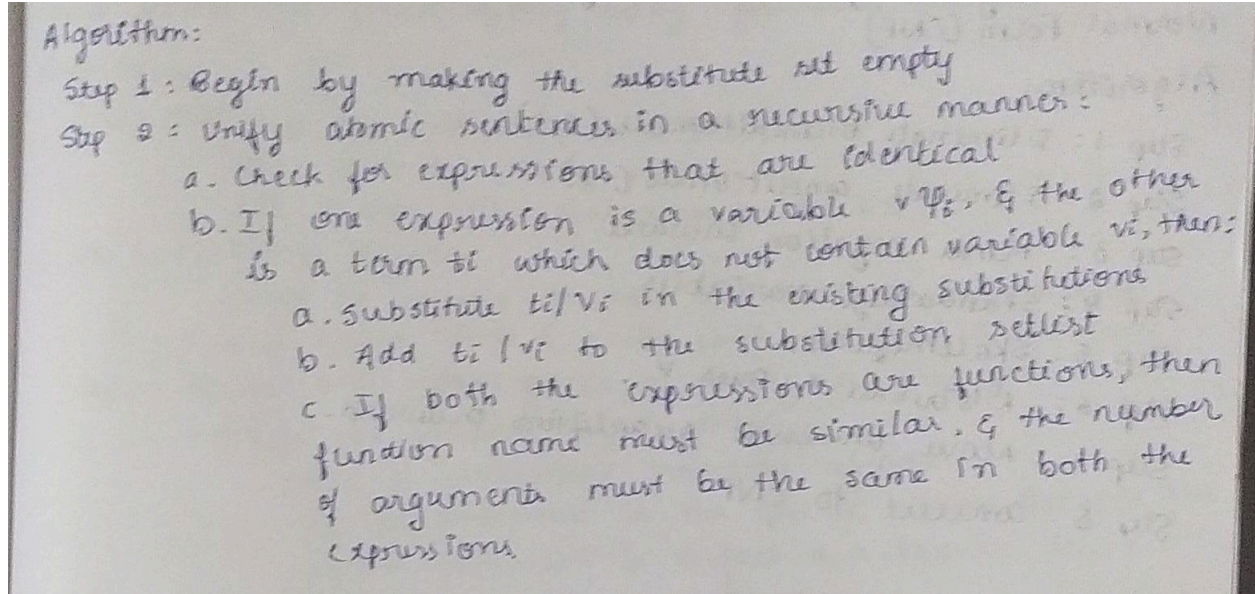 Algorithm:
Step 1 : Begin by making the substitute set empty
Step 2 : Unify atomic sentences in a recursive manner :
a. Check for expressions that are identical
b. If one expression is a variable vψi, & the other
is a term ti which does not contain variable vi, then:
a. Substitute ti/vi in the existing substitutions
b. Add ti/vi to the substitution setlist
c If both the expressions are functions, then
function name must be similar, & the number
of arguments must be the same in both the
expressions.